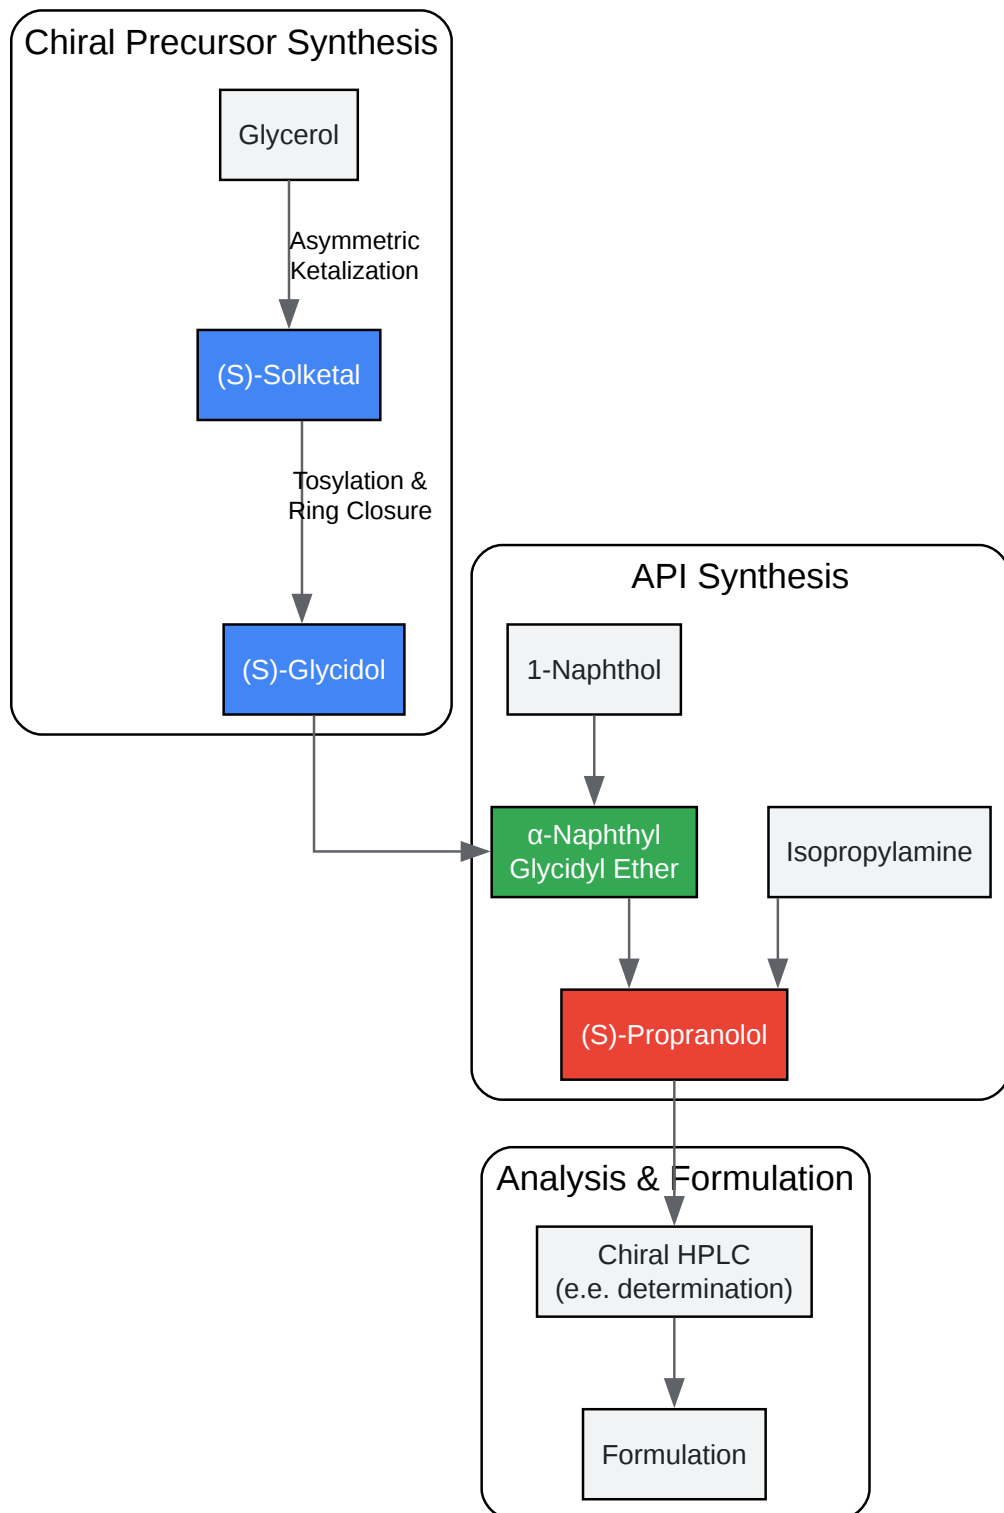 Chiral Precursor Synthesis
Glycerol
Asymmetric
Ketalization
(S)-Solketal
Tosylation &
Ring Closure
(S)-Glycidol
API Synthesis
1-Naphthol
α-Naphthyl
Glycidyl Ether
Isopropylamine
(S)-Propranolol
Analysis & Formulation
Chiral HPLC
(e.e. determination)
Formulation